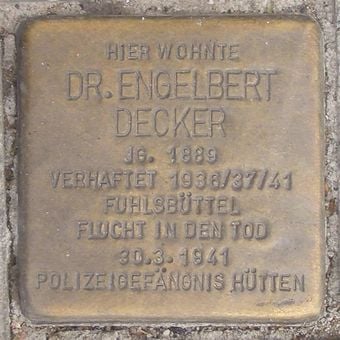 HIER WOHNTE
DR. ENGELBERT
DECKER
JG. 1889
VERHAFTET 1936/37/41
FUHLSBÜTTEL
FLUCHT IN DEN TOD
30.3.1941
POLIZEIGEFÄNGNIS HÜTTEN